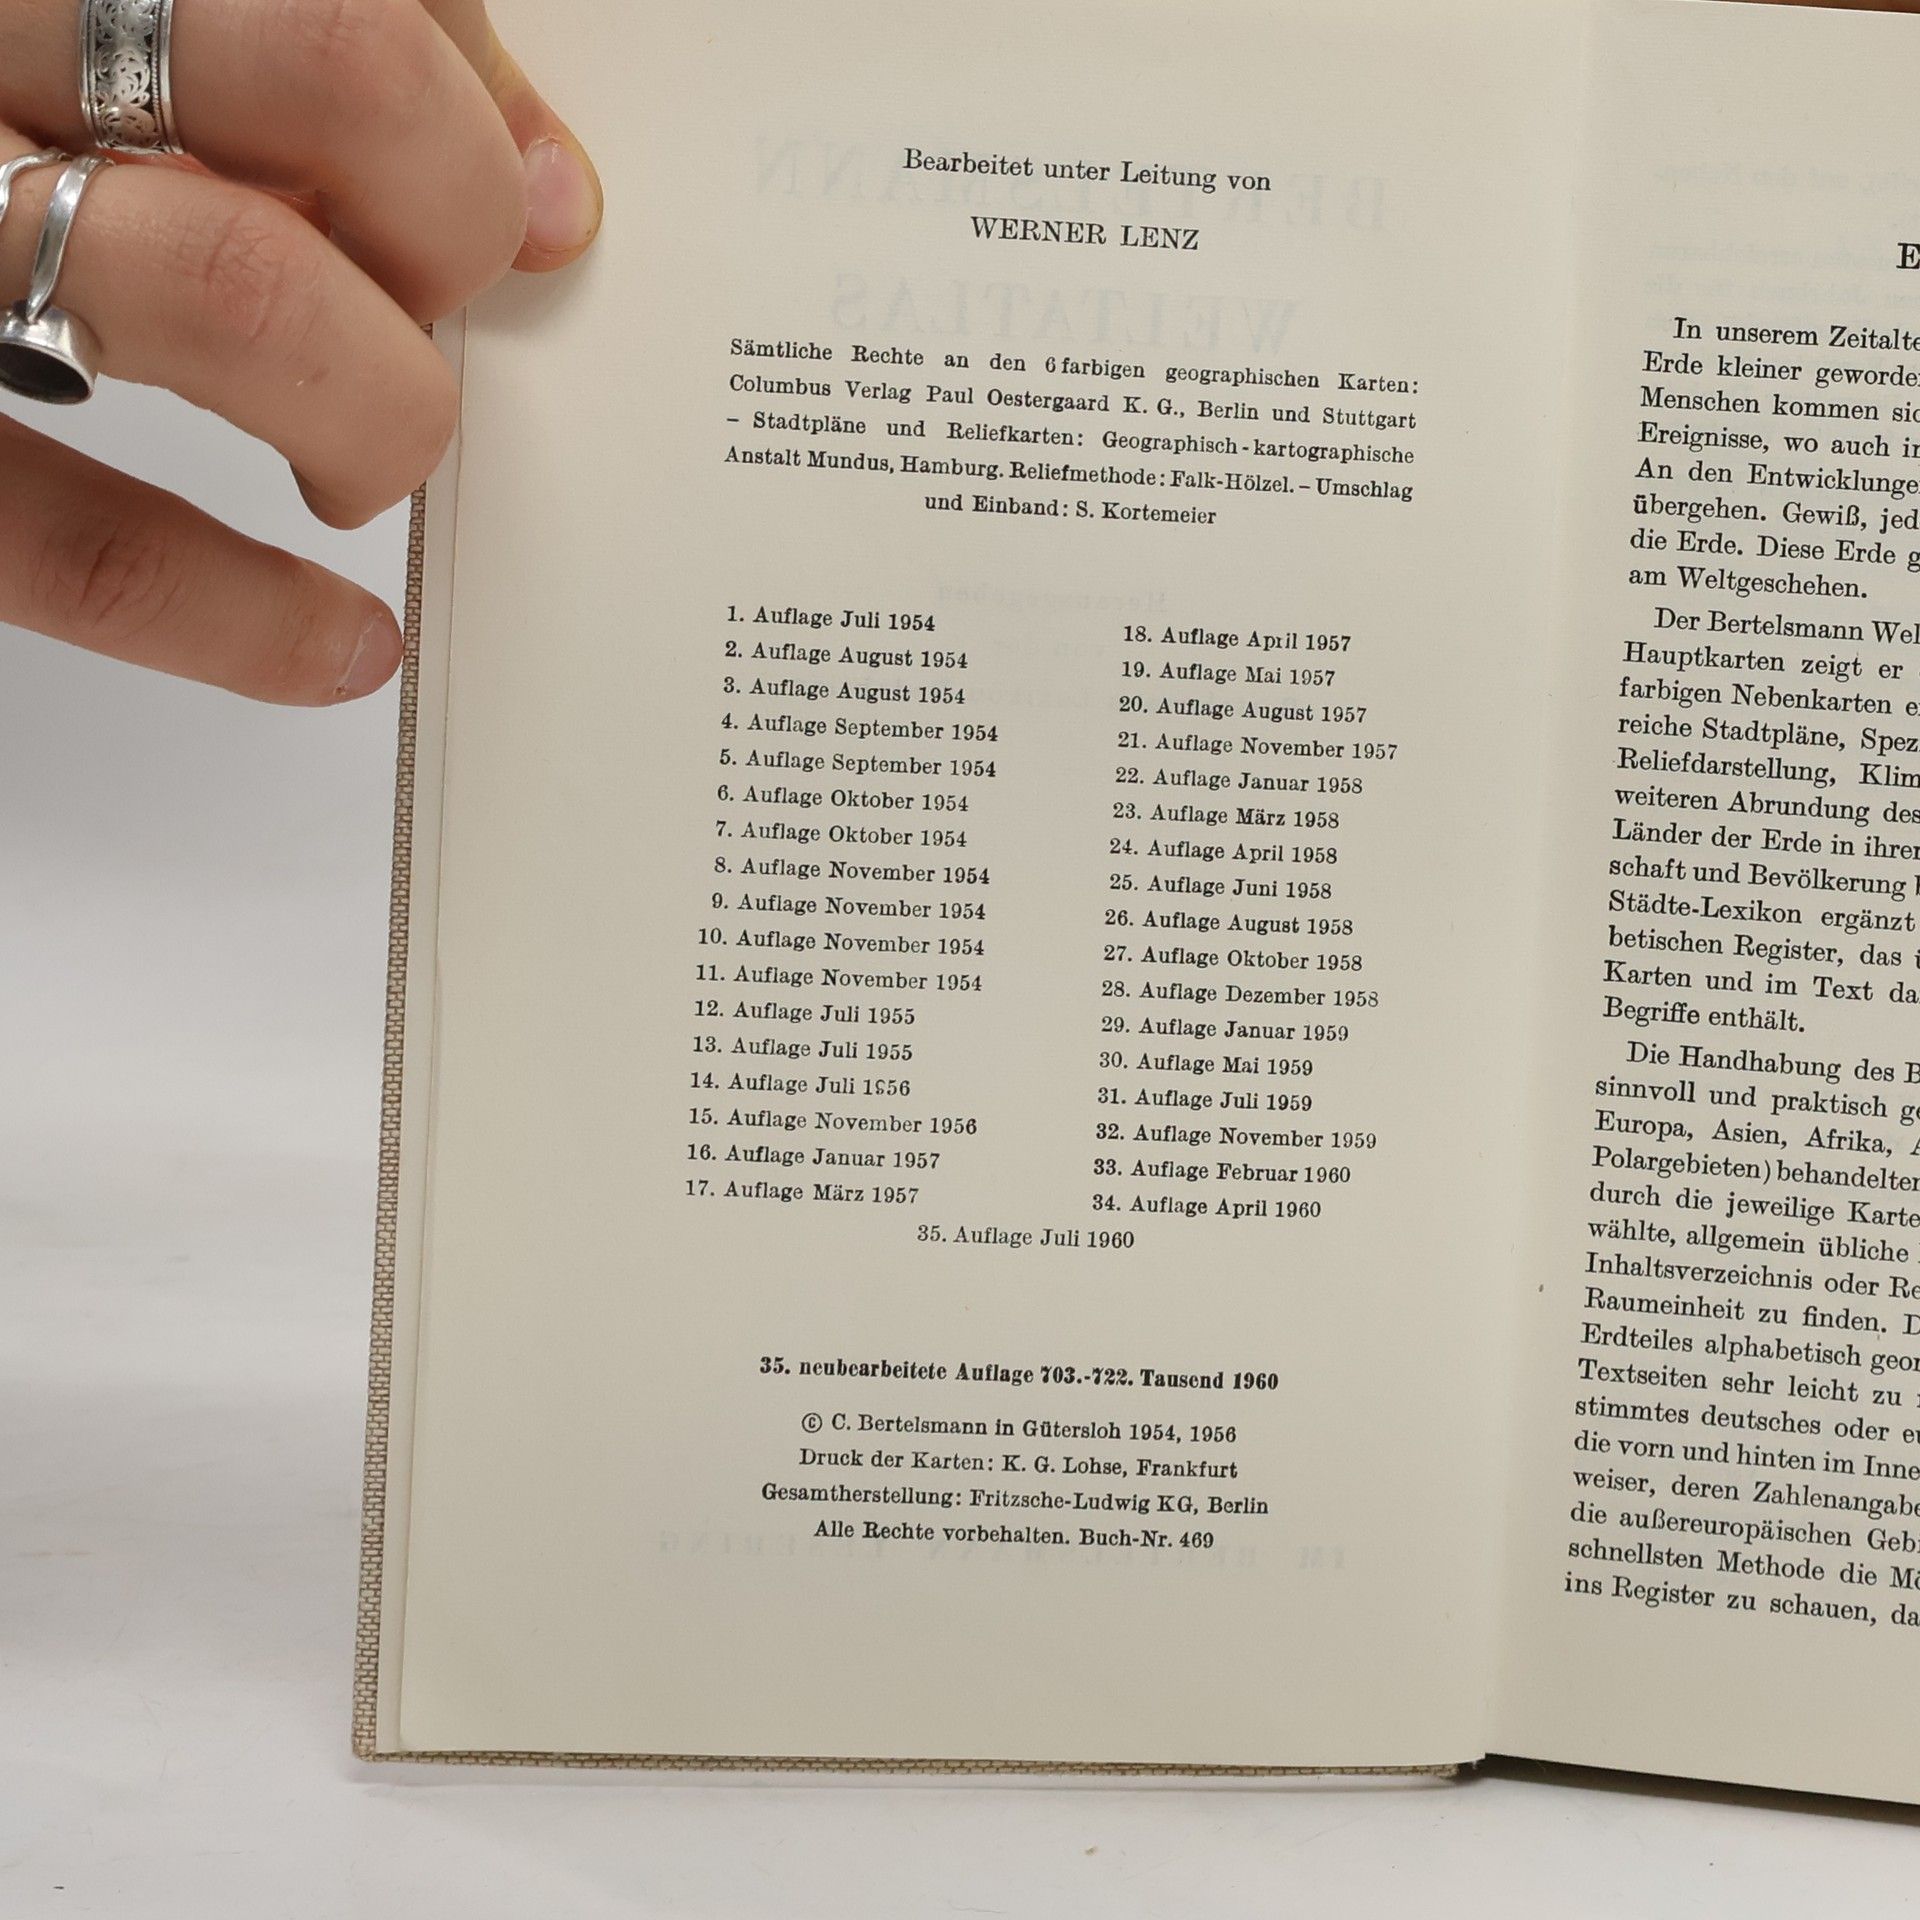 Bearbeitet unter Leitung von
WERNER LENZ
Sämtliche Rechte an den 6farbigen geographischen Karten:
Columbus Verlag Paul Oestergaard K. G., Berlin und Stuttgart
– Stadtpläne und Reliefkarten: Geographisch-kartographische
Anstalt Mundus, Hamburg. Reliefmethode: Falk-Hölzel. – Umschlag
und Einband: S. Kortemeier
1. Auflage Juli 1954
2. Auflage August 1954
3. Auflage August 1954
4. Auflage September 1954
5. Auflage September 1954
6. Auflage Oktober 1954
7. Auflage Oktober 1954
8. Auflage November 1954
9. Auflage November 1954
10. Auflage November 1954
11. Auflage November 1954
12. Auflage Juli 1955
13. Auflage Juli 1955
14. Auflage Juli 1956
15. Auflage November 1956
16. Auflage Januar 1957
17. Auflage März 1957
18. Auflage April 1957
19. Auflage Mai 1957
20. Auflage August 1957
21. Auflage November 1957
22. Auflage Januar 1958
23. Auflage März 1958
24. Auflage April 1958
25. Auflage Juni 1958
26. Auflage August 1958
27. Auflage Oktober 1958
28. Auflage Dezember 1958
29. Auflage Januar 1959
30. Auflage Mai 1959
31. Auflage Juli 1959
32. Auflage November 1959
33. Auflage Februar 1960
34. Auflage April 1960
35. Auflage Juli 1960
35. neubearbeitete Auflage 703.-722. Tausend 1960
© C. Bertelsmann in Gütersloh 1954, 1956
Druck der Karten: K. G. Lohse, Frankfurt
Gesamtherstellung: Fritzsche-Ludwig KG, Berlin
Alle Rechte vorbehalten. Buch-Nr. 469
E
In unserem Zeitalte
Erde kleiner geworde
Menschen kommen sic
Ereignisse, wo auch i
An den Entwicklunge
übergehen. Gewiß, jed
die Erde. Diese Erde g
am Weltgeschehen.
Der Bertelsmann Wel
Hauptkarten zeigt er
farbigen Nebenkarten e
reiche Stadtpläne, Spez
Reliefdarstellung, Klim
weiteren Abrundung des
Länder der Erde in ihre
schaft und Bevölkerung
Städte-Lexikon ergänzt
betischen Register, das
Karten und im Text da
Begriffe enthält.
Die Handhabung des B
sinnvoll und praktisch ge
Europa, Asien, Afrika, A
Polargebieten) behandelten
durch die jeweilige Karte
wählte, allgemein übliche
Inhaltsverzeichnis oder Re
Raumeinheit zu finden. D
Erdteiles alphabetisch geor
Textseiten sehr leicht zu
stimmtes deutsches oder eu
die vorn und hinten im Inne
weiser, deren Zahlenangabe
die außereuropäischen Geb
schnellsten Methode die Mö
ins Register zu schauen, da